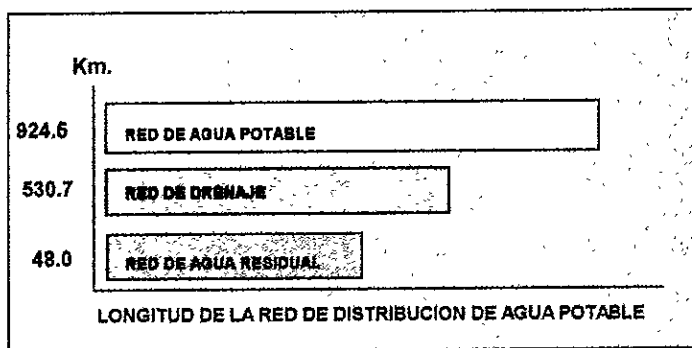 Km.
924.6 RED DE AGUA POTABLE
530.7 RED DE DRENAJE
48.0 RED DE AGUA RESIDUAL
LONGITUD DE LA RED DE DISTRIBUCION DE AGUA POTABLE